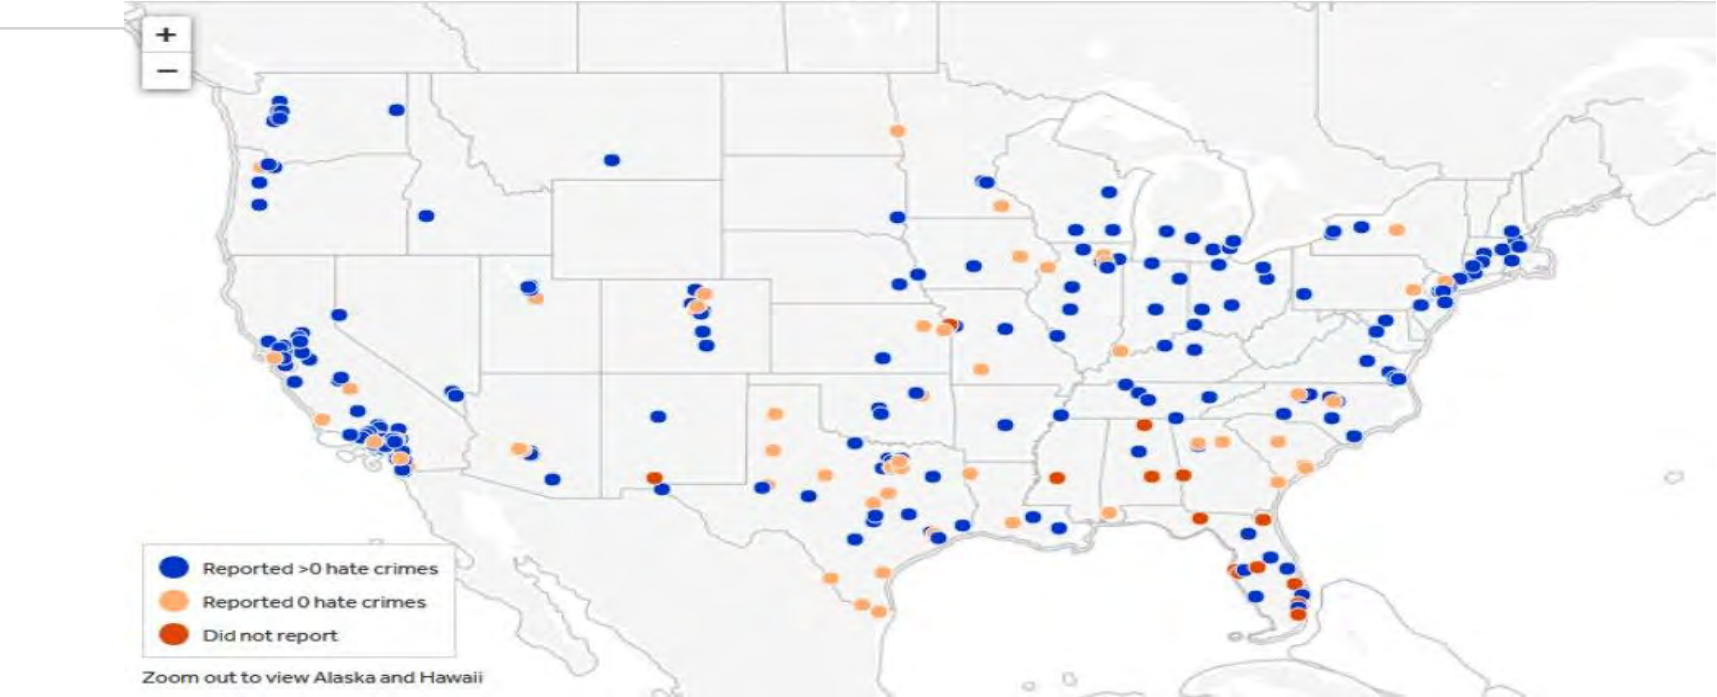 +
−
Reported >0 hate crimes
Reported 0 hate crimes
Did not report
Zoom out to view Alaska and Hawaii